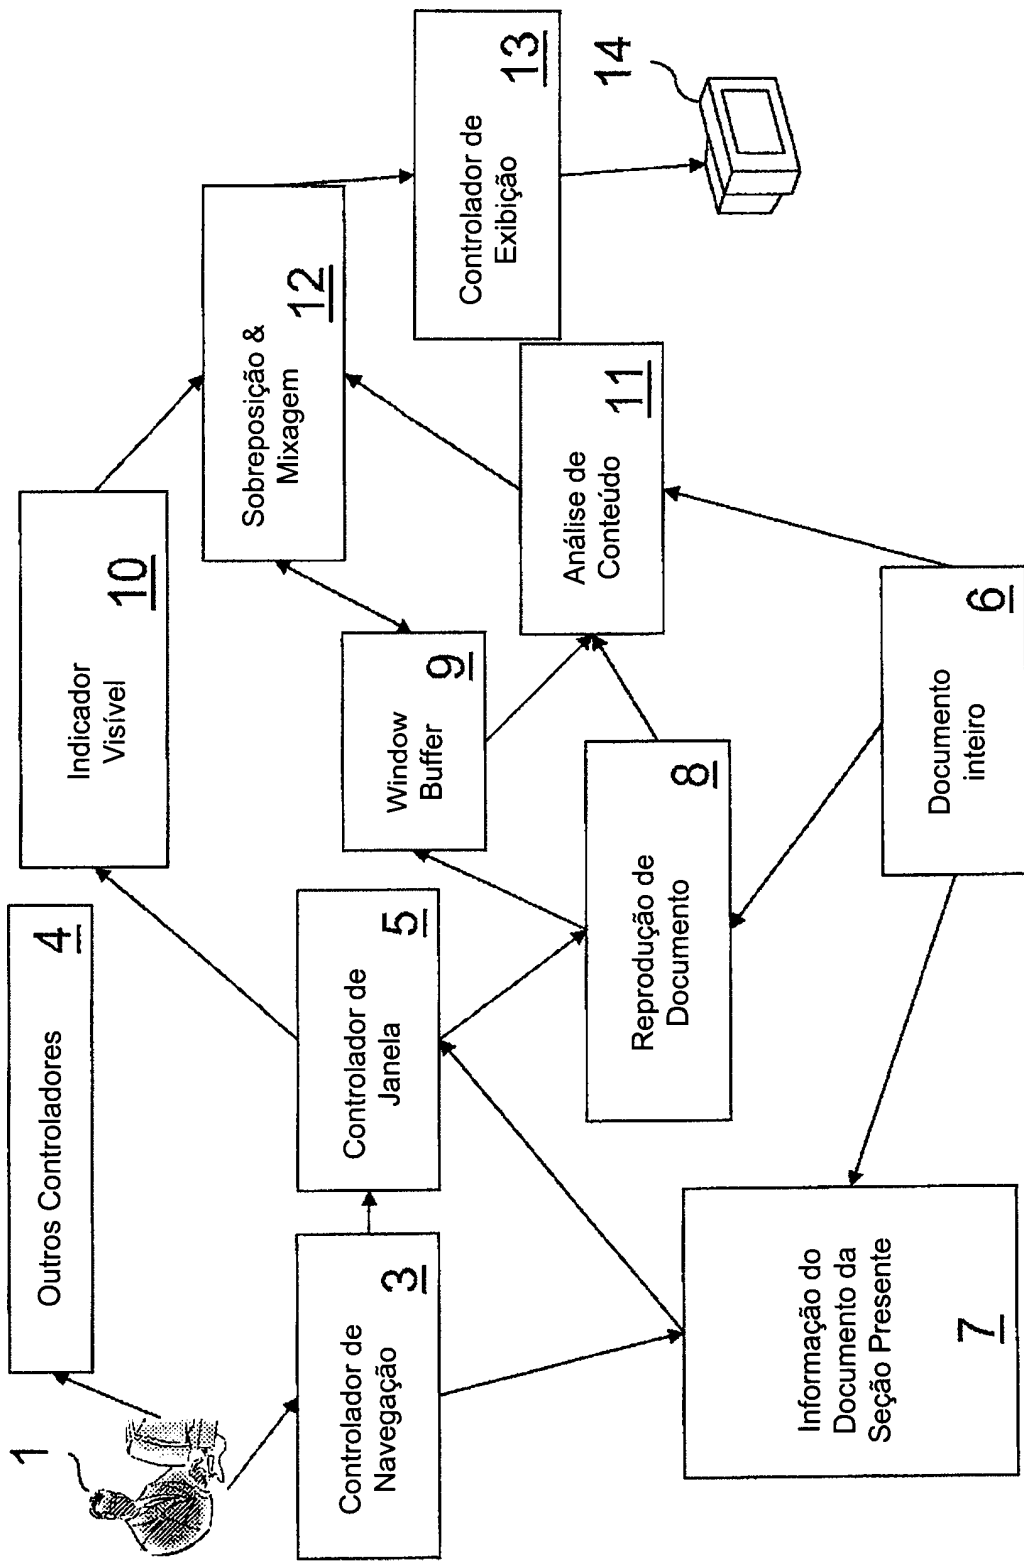 1
Outros Controladores
4
Controlador de
Navegação
3
Controlador de
Janela
5
Documento
inteiro
6
Informação do
Documento da
Seção Presente
7
Reprodução de
Documento
8
Window
Buffer
9
Indicador
Visível
10
Análise de
Conteúdo
11
Sobreposição &
Mixagem
12
Controlador de
Exibição
13
14